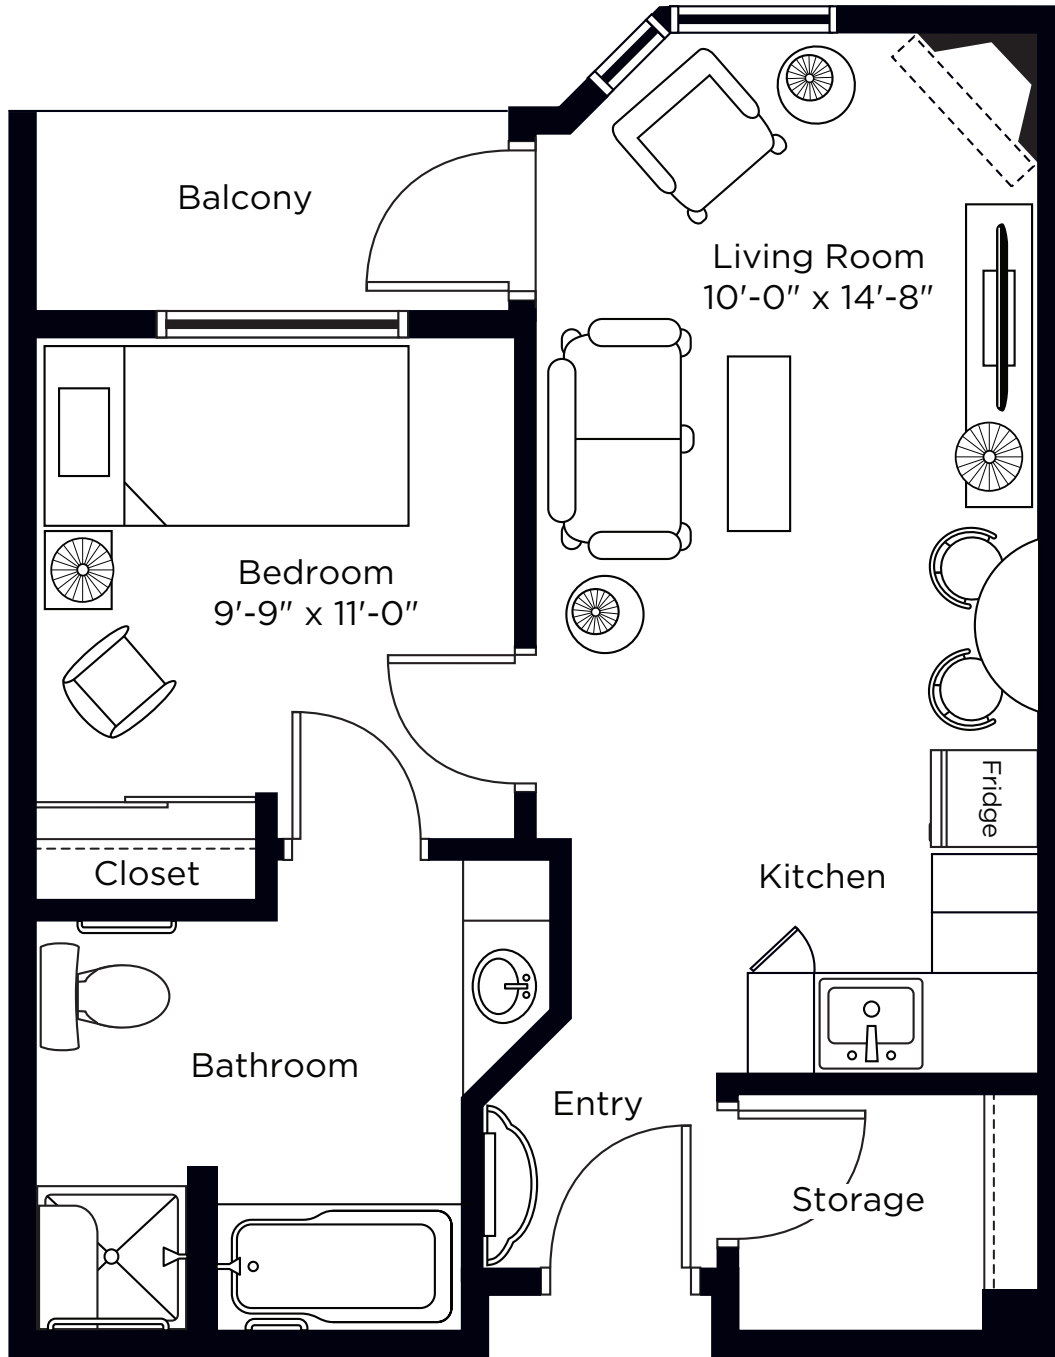 Balcony
Living Room
10'-0" x 14'-8"
Bedroom
9'-9" x 11'-0"
Fridge
Closet
Kitchen
Bathroom
Entry
Storage